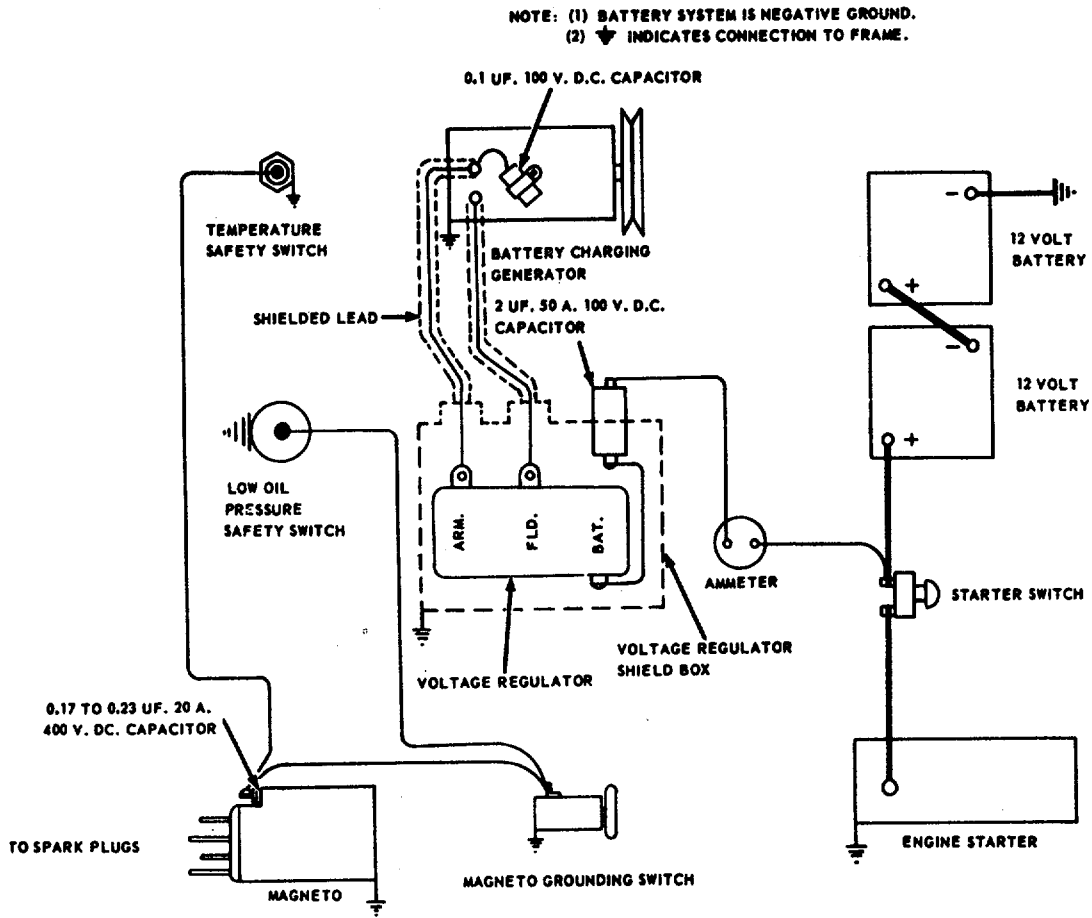 NOTE: (1) BATTERY SYSTEM IS NEGATIVE GROUND.
(2) INDICATES CONNECTION TO FRAME.
0.1 UF. 100 V. D.C. CAPACITOR
TEMPERATURE
SAFETY SWITCH
BATTERY CHARGING
GENERATOR
-
12 VOLT
BATTERY
+
SHIELDED LEAD
2 UF. 50 A. 100 V. D.C.
CAPACITOR
-
12 VOLT
BATTERY
+
LOW OIL
PRESSURE
SAFETY SWITCH
ARM.
FLD.
BAT.
AMMETER
STARTER SWITCH
VOLTAGE REGULATOR
SHIELD BOX
VOLTAGE REGULATOR
0.17 TO 0.23 UF. 20 A.
400 V. DC. CAPACITOR
TO SPARK PLUGS
MAGNETO
MAGNETO GROUNDING SWITCH
ENGINE STARTER